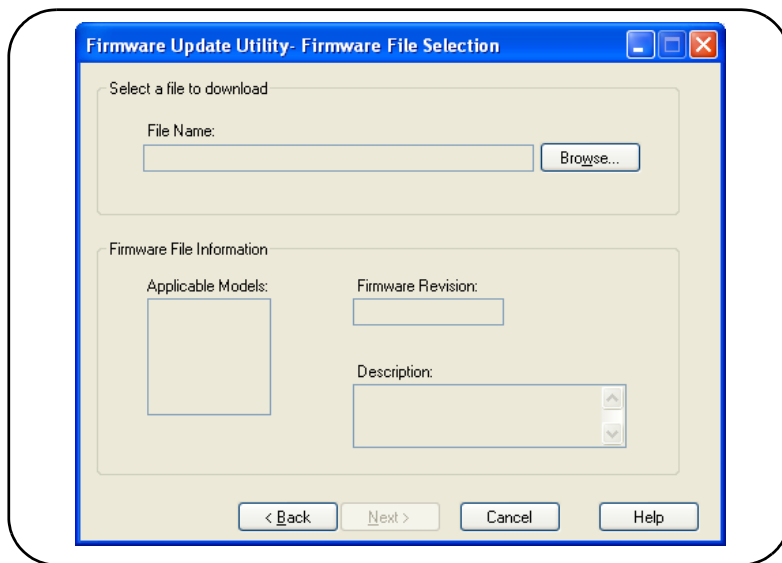 Firmware Update Utility- Firmware File Selection
Select a file to download
File Name:
Browse...
Firmware File Information
Applicable Models:
Firmware Revision:
Description:
< Back
Next >
Cancel
Help